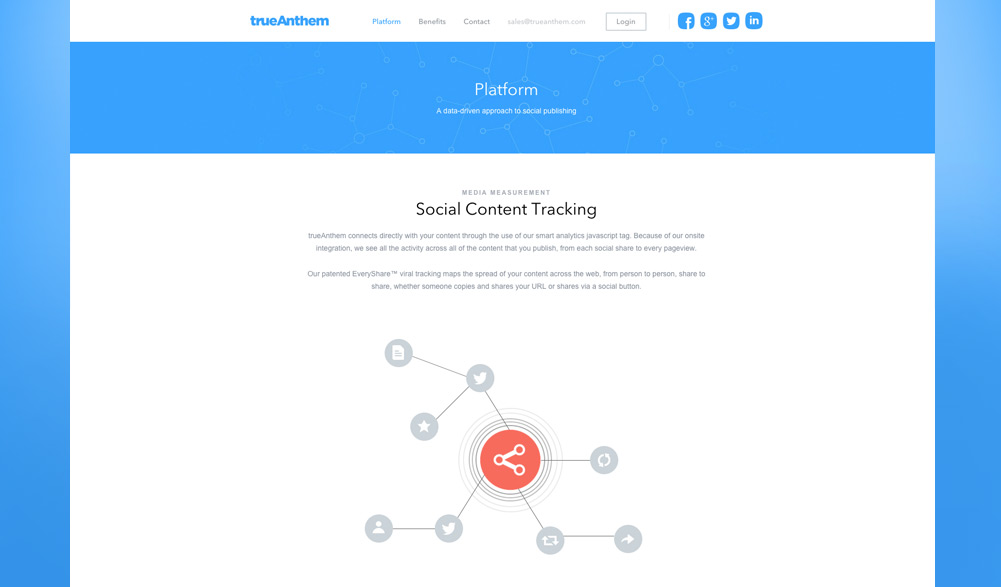 trueAnthem
Platform Benefits Contact sales@trueanthem.com Login
Platform
A data-driven approach to social publishing
MEDIA MEASUREMENT
Social Content Tracking
trueAnthem connects directly with your content through the use of our smart analytics javascript tag. Because of our onsite
integration, we see all the activity across all of the content that you publish, from each social share to every pageview.
Our patented EveryShare™ viral tracking maps the spread of your content across the web, from person to person, share to
share, whether someone copies and shares your URL or shares via a social button.